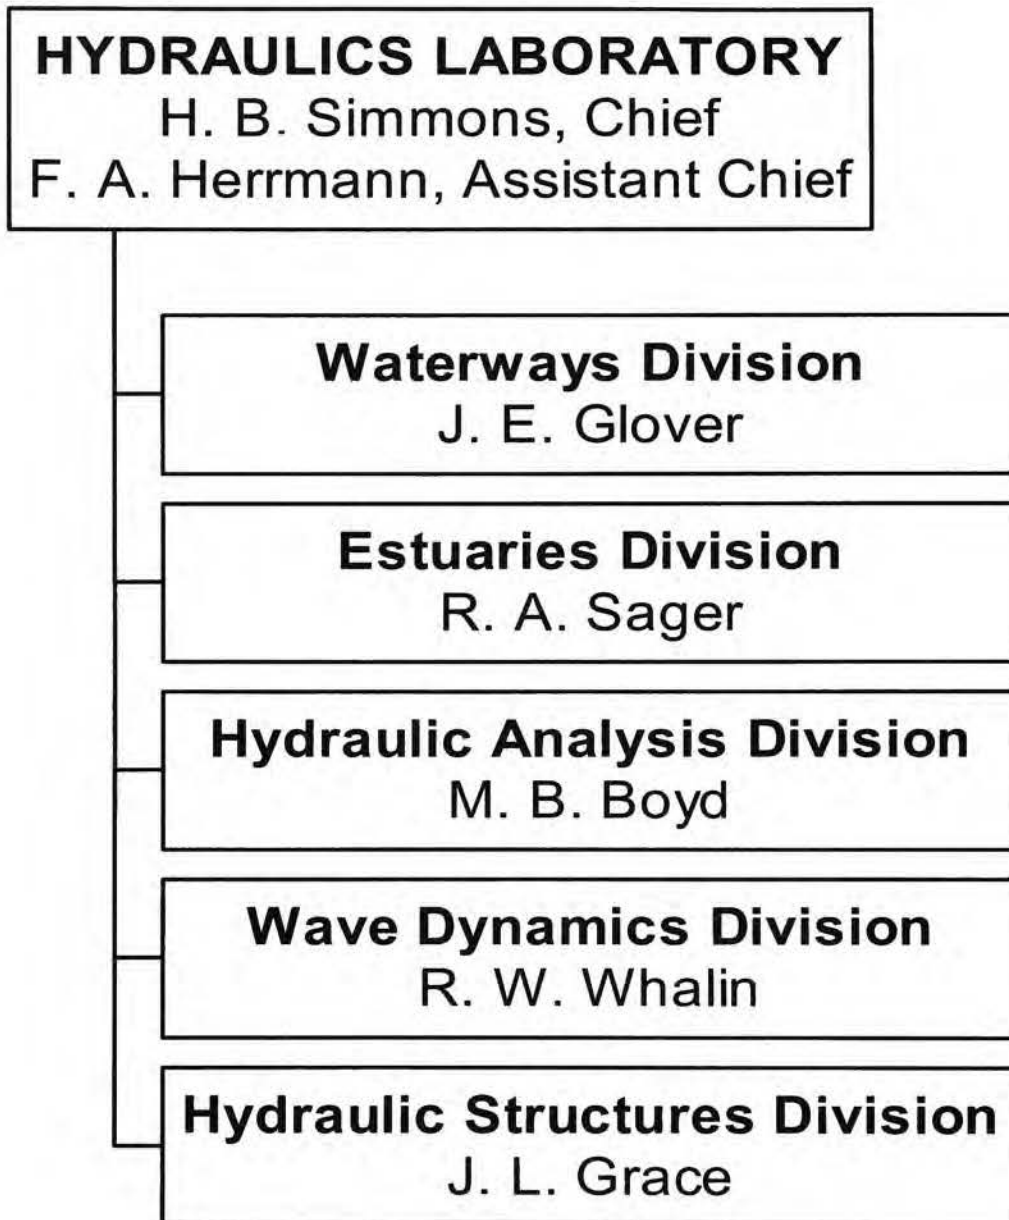 HYDRAULICS LABORATORY
H. B. Simmons, Chief
F. A. Herrmann, Assistant Chief
Waterways Division
J. E. Glover
Estuaries Division
R. A. Sager
Hydraulic Analysis Division
M. B. Boyd
Wave Dynamics Division
R. W. Whalin
Hydraulic Structures Division
J. L. Grace